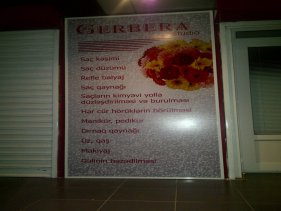 GERBERA
studio
Saç kəsimi
Saç düzümü
Refle balyaj
Saç qaynağı
Saçların kimyəvi yolla
düzləşdirilməsi və burulması
Hər cür hörüklərin hörülməsi
Manikür, pedikür
Dırnaq qaynağı
Üz, qaş
Makiyaj
Gəlinin bəzədilməsi